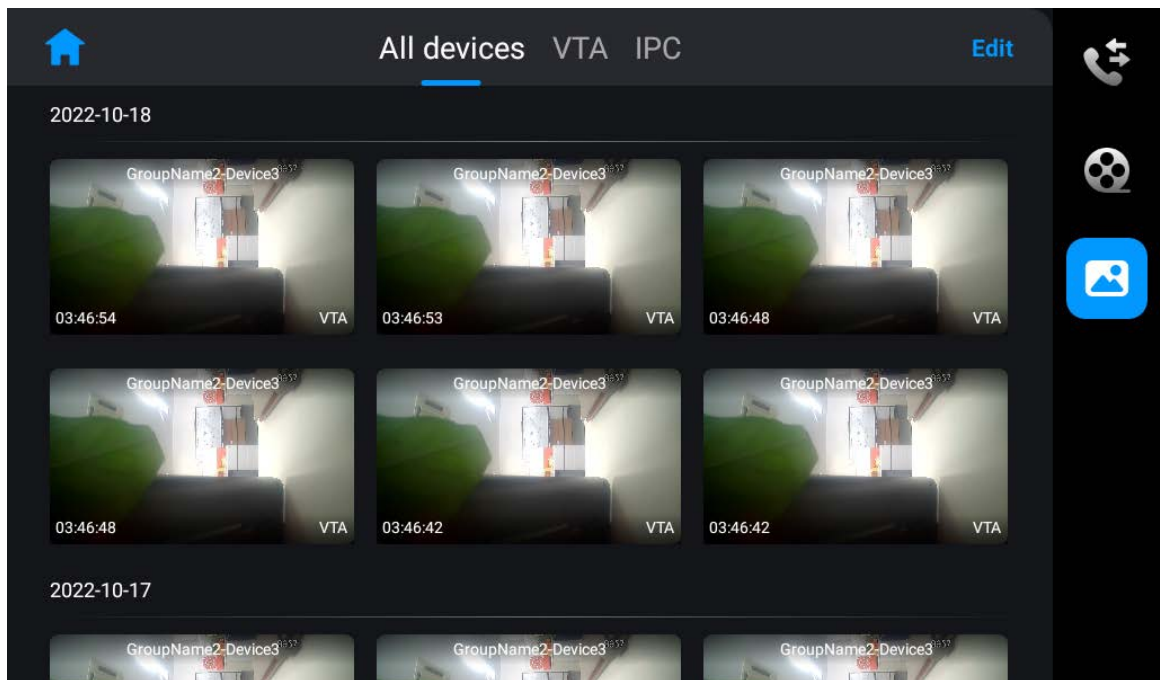 All devices VTA IPC Edit
2022-10-18
GroupName2-Device3 GroupName2-Device3 GroupName2-Device3
03:46:54 VTA 03:46:53 VTA 03:46:48 VTA
GroupName2-Device3 GroupName2-Device3 GroupName2-Device3
03:46:48 VTA 03:46:42 VTA 03:46:42 VTA
2022-10-17
GroupName2-Device3 GroupName2-Device3 GroupName2-Device3